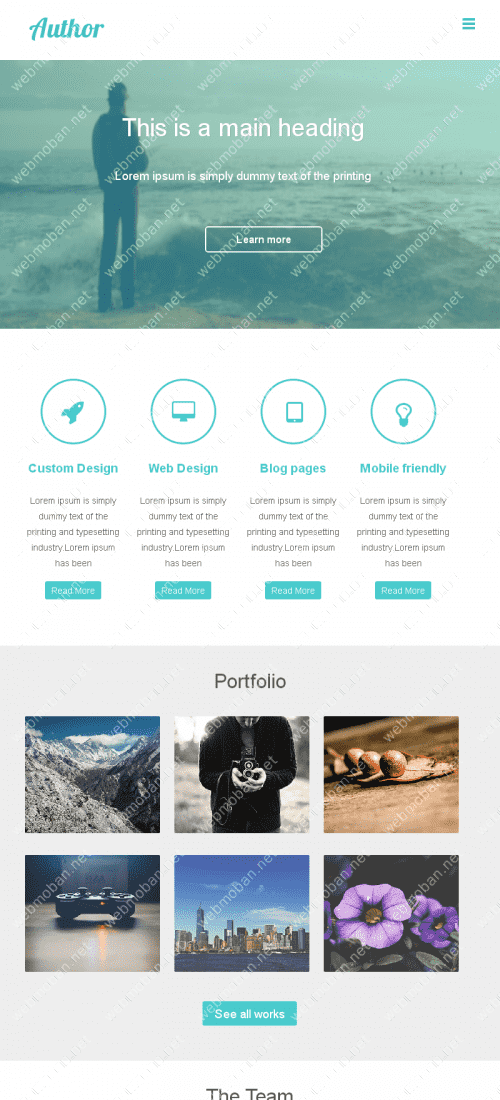 Author
This is a main heading
Lorem ipsum is simply dummy text of the printing
Learn more
Custom Design
Lorem ipsum is simply
dummy text of the
printing and typesetting
industry.Lorem ipsum
has been
Read More
Web Design
Lorem ipsum is simply
dummy text of the
printing and typesetting
industry.Lorem ipsum
has been
Read More
Blog pages
Lorem ipsum is simply
dummy text of the
printing and typesetting
industry.Lorem ipsum
has been
Read More
Mobile friendly
Lorem ipsum is simply
dummy text of the
printing and typesetting
industry.Lorem ipsum
has been
Read More
Portfolio
See all works
The Team
webmoban.net